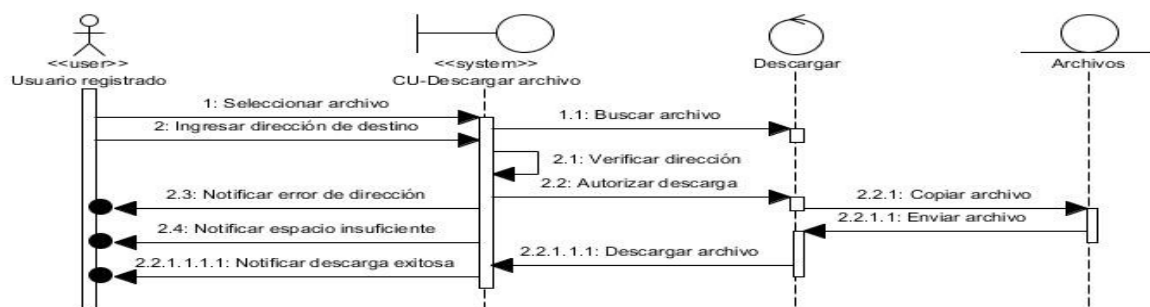 <<user>>
Usuario registrado
<<system>>
CU-Descargar archivo
Descargar
Archivos
1: Seleccionar archivo
1.1: Buscar archivo
2: Ingresar dirección de destino
2.1: Verificar dirección
2.2: Autorizar descarga
2.3: Notificar error de dirección
2.2.1: Copiar archivo
2.2.1.1: Enviar archivo
2.4: Notificar espacio insuficiente
2.2.1.1.1: Descargar archivo
2.2.1.1.1.1: Notificar descarga exitosa